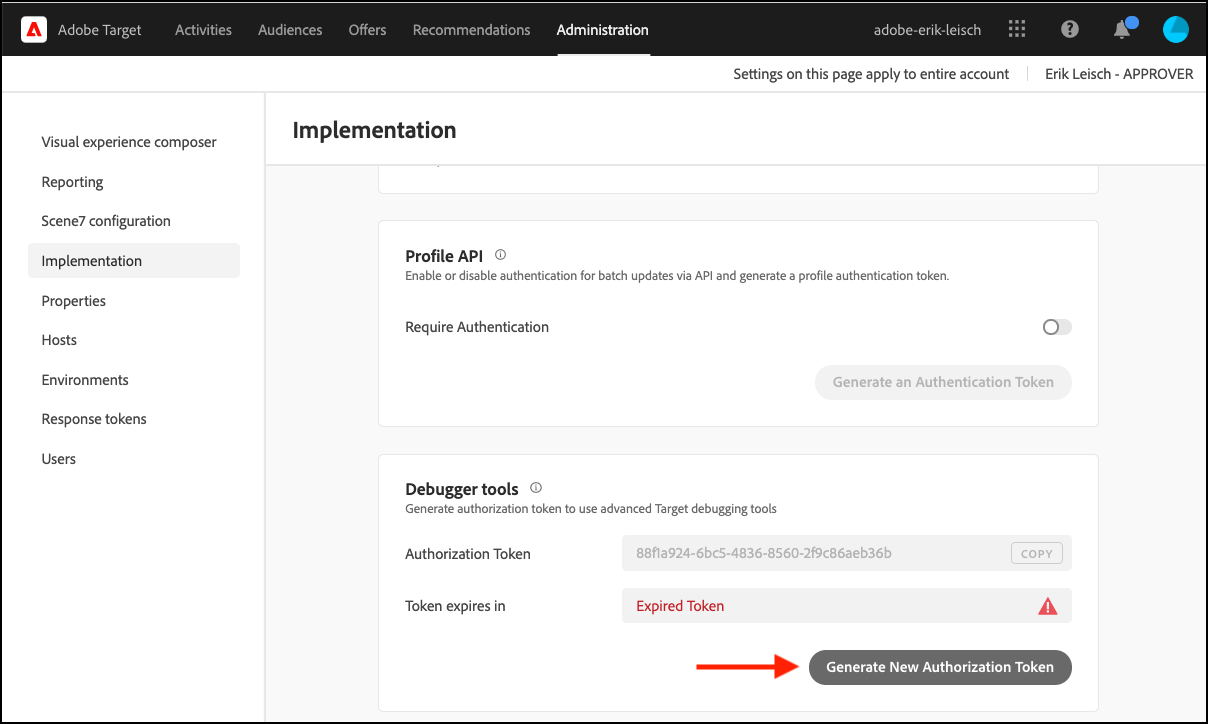 Adobe Target Activities Audiences Offers Recommendations Administration adobe-erik-leisch
Settings on this page apply to entire account Erik Leisch - APPROVER
Visual experience composer
Reporting
Scene7 configuration
Implementation
Properties
Hosts
Environments
Response tokens
Users
Implementation
Profile API
Enable or disable authentication for batch updates via API and generate a profile authentication token.
Require Authentication
Generate an Authentication Token
Debugger tools
Generate authorization token to use advanced Target debugging tools
Authorization Token 88f1a924-6bc5-4836-8560-2f9c86aeb36b COPY
Token expires in Expired Token
Generate New Authorization Token